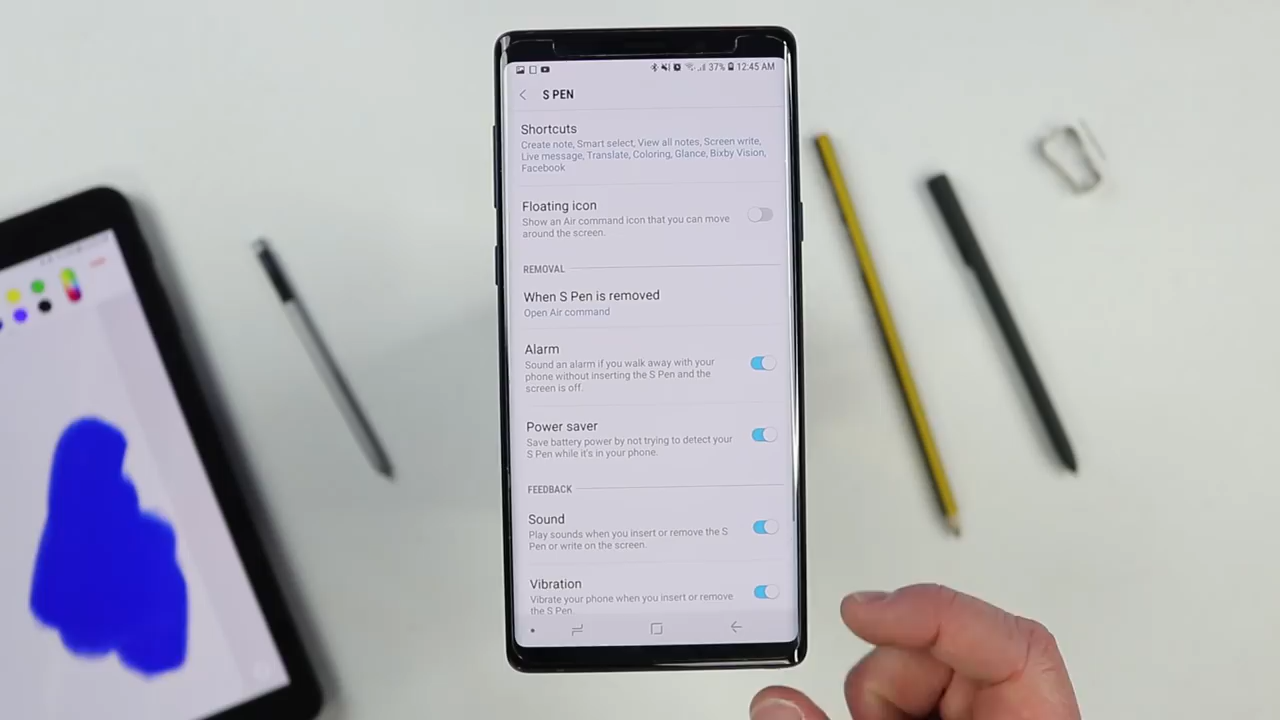 37% 12:45 AM
S PEN
Shortcuts
Create note, Smart select, View all notes, Screen write,
Live message, Translate, Coloring, Glance, Bixby Vision,
Facebook
Floating icon
Show an Air command icon that you can move
around the screen.
REMOVAL
When S Pen is removed
Open Air command
Alarm
Sound an alarm if you walk away with your
phone without inserting the S Pen and the
screen is off.
Power saver
Save battery power by not trying to detect your
S Pen while it's in your phone.
FEEDBACK
Sound
Play sounds when you insert or remove the S
Pen or write on the screen.
Vibration
Vibrate your phone when you insert or remove
the S Pen.